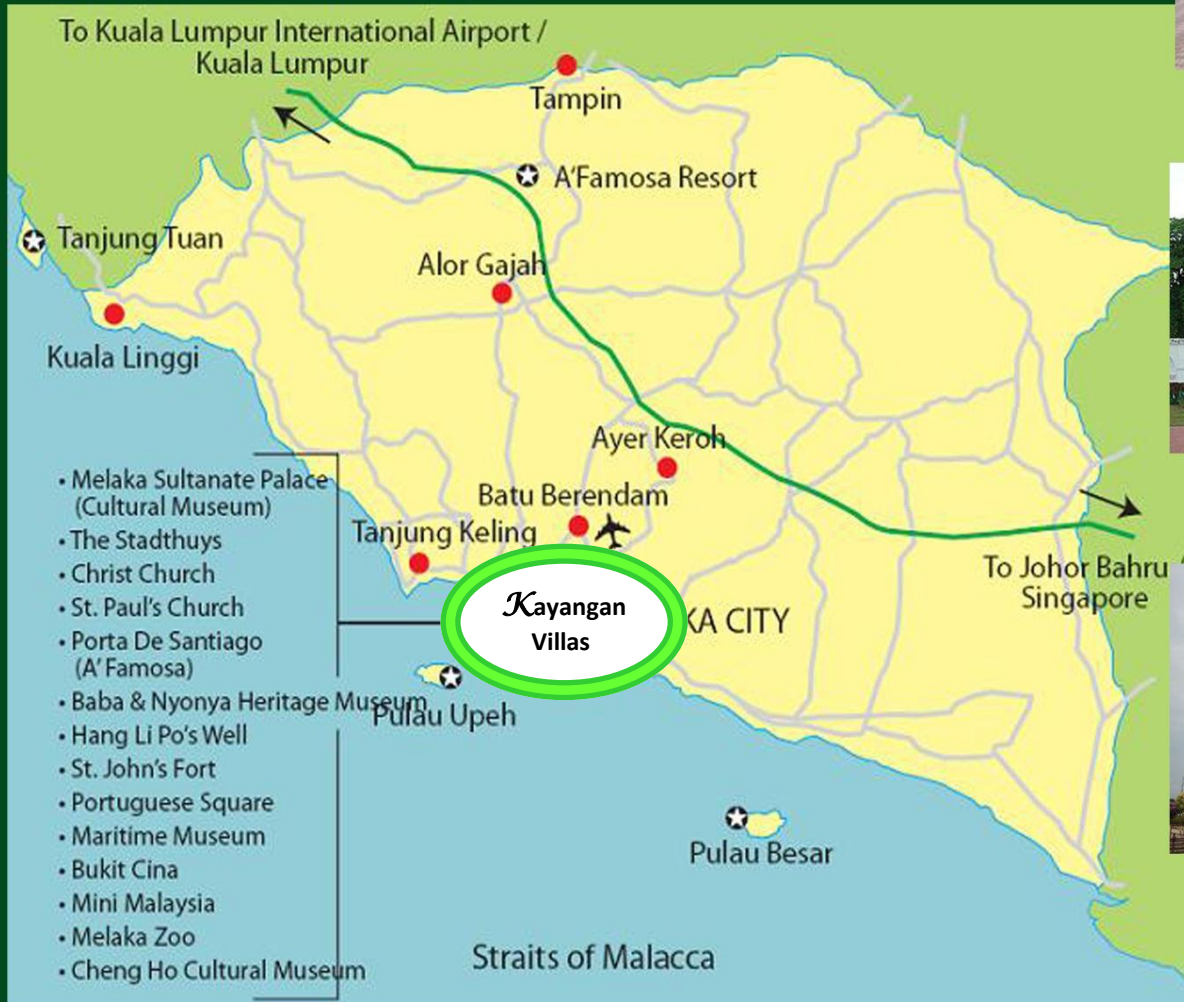 To Kuala Lumpur International Airport /
Kuala Lumpur
Tampin
A'Famosa Resort
Tanjung Tuan
Alor Gajah
Kuala Linggi
Ayer Keroh
Batu Berendam
Tanjung Keling
To Johor Bahru
Singapore
Kayangan
Villas
KA CITY
Pulau Upeh
Pulau Besar
Straits of Malacca
• Melaka Sultanate Palace
(Cultural Museum)
• The Stadthuys
• Christ Church
• St. Paul's Church
• Porta De Santiago
(A' Famosa)
• Baba & Nyonya Heritage Museum
• Hang Li Po's Well
• St. John's Fort
• Portuguese Square
• Maritime Museum
• Bukit Cina
• Mini Malaysia
• Melaka Zoo
• Cheng Ho Cultural Museum